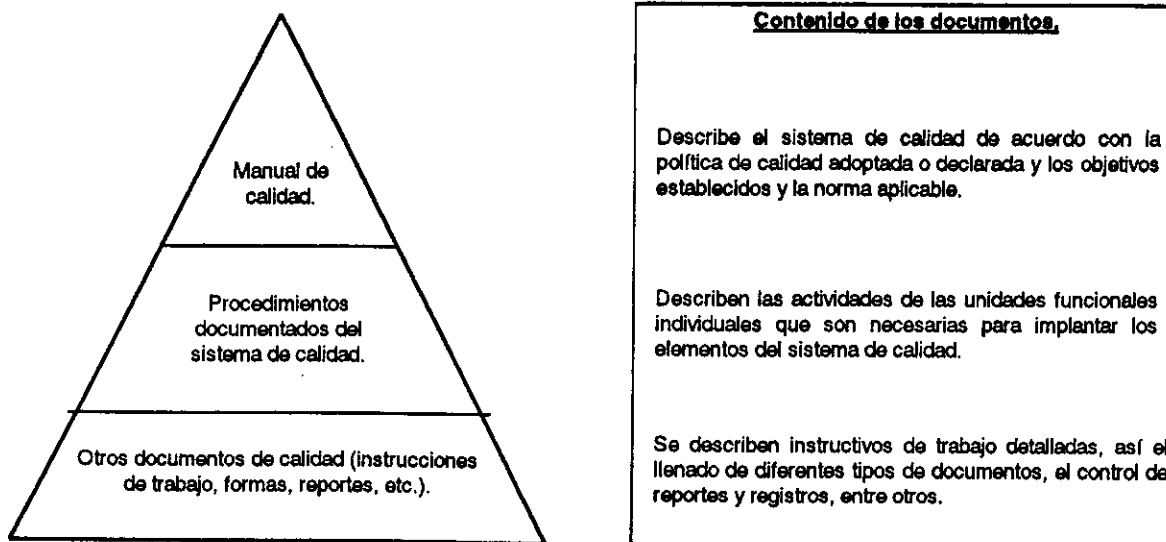 Manual de
calidad.
Procedimientos
documentados del
sistema de calidad.
Otros documentos de calidad (instrucciones
de trabajo, formas, reportes, etc.).
Contenido de los documentos.
Describe el sistema de calidad de acuerdo con la
política de calidad adoptada o declarada y los objetivos
establecidos y la norma aplicable.
Describen las actividades de las unidades funcionales
individuales que son necesarias para implantar los
elementos del sistema de calidad.
Se describen instructivos de trabajo detalladas, así el
llenado de diferentes tipos de documentos, el control de
reportes y registros, entre otros.